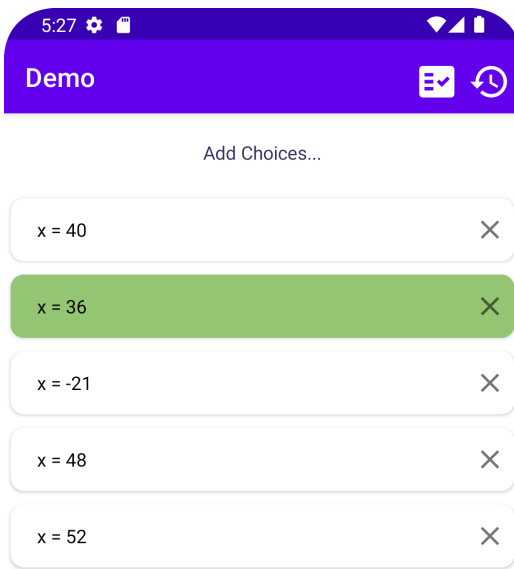 5:27
Demo
Add Choices...
x = 40
x = 36
x = -21
x = 48
x = 52